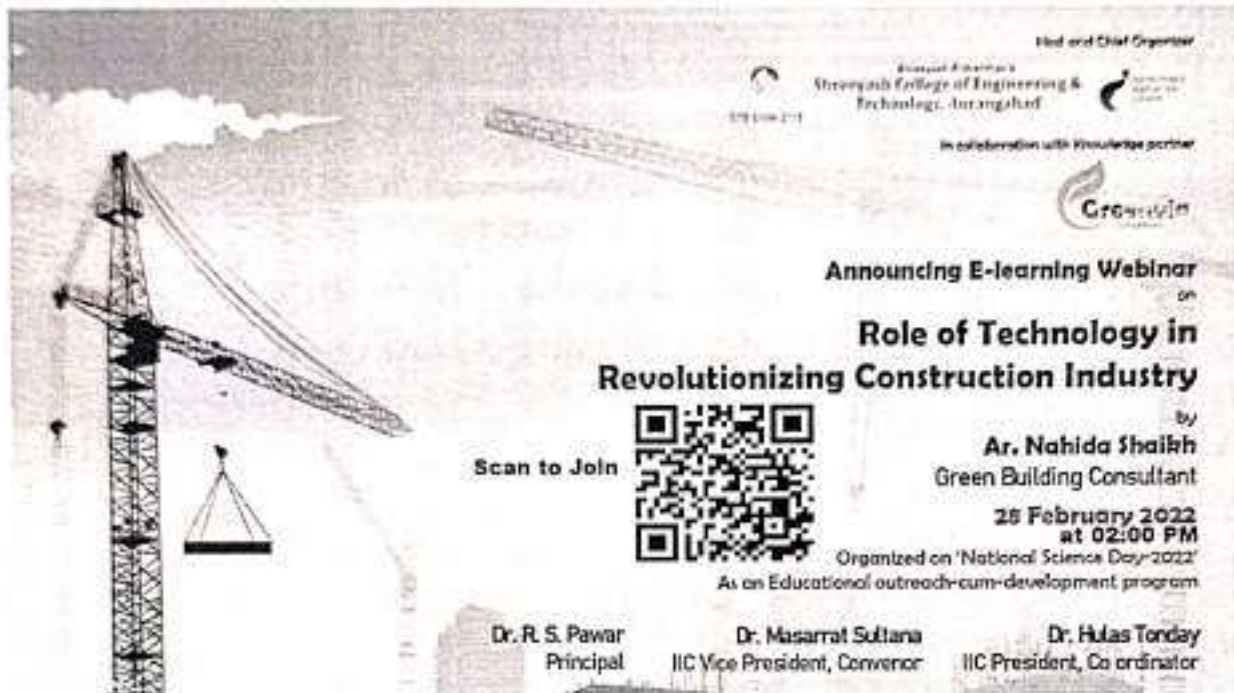 Host and Chief Organizer
Shreeyash College of Engineering &
Technology, Aurangabad
In collaboration with Knowledge partner
Announcing E-learning Webinar
on
Role of Technology in
Revolutionizing Construction Industry
by
Ar. Nahida Shaikh
Green Building Consultant
28 February 2022
at 02:00 PM
Organized on 'National Science Day-2022'
As an Educational outreach-cum-development program
Scan to Join
Dr. R. S. Pawar
Principal
Dr. Masarrat Sultana
IIC Vice President, Convenor
Dr. Hulas Tonday
IIC President, Co ordinator